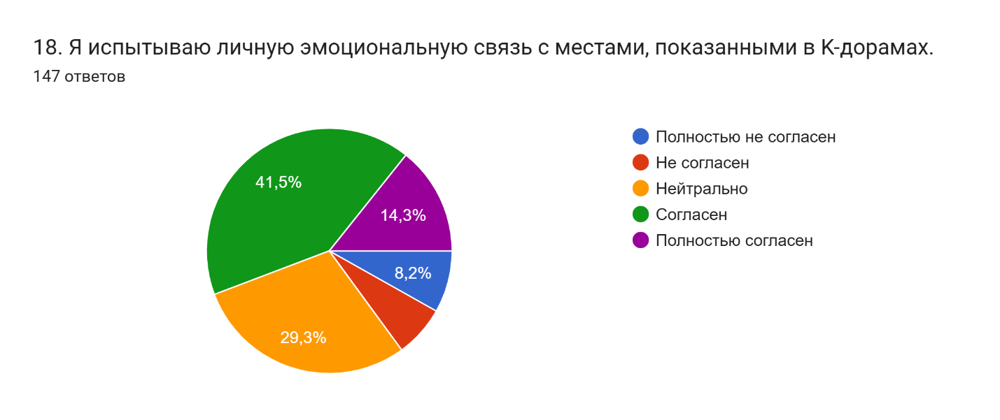 18. Я испытываю личную эмоциональную связь с местами, показанными в K-дорамах.
147 ответов
41,5%
14,3%
8,2%
29,3%
Полностью не согласен
Не согласен
Нейтрально
Согласен
Полностью согласен